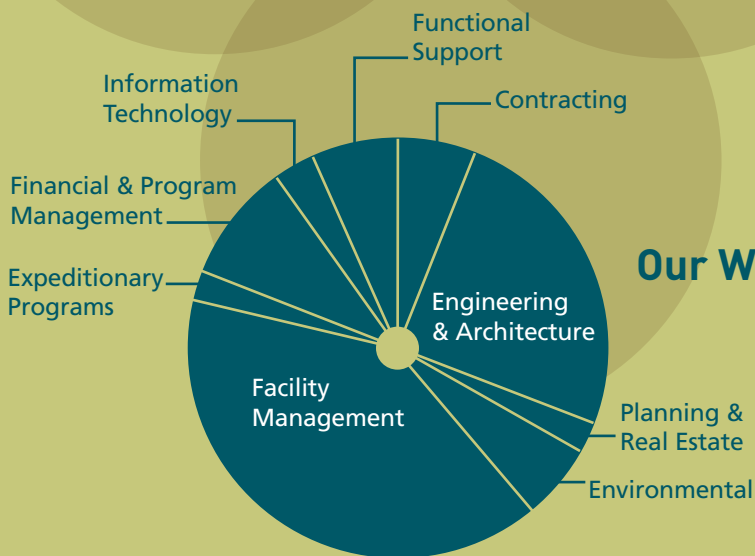 Functional
Support
Contracting
Information
Technology
Financial & Program
Management
Expeditionary
Programs
Our W
Engineering
& Architecture
Facility
Management
Planning &
Real Estate
Environmental